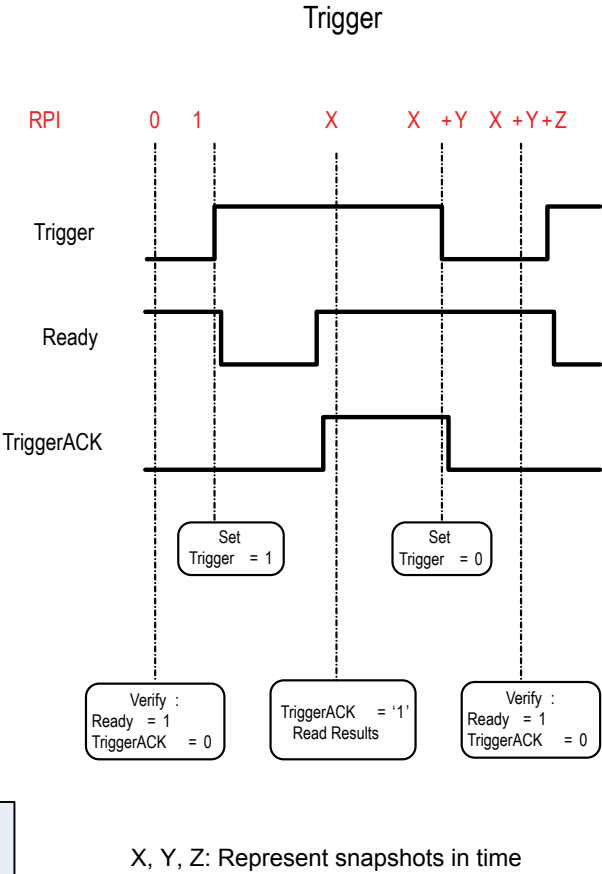 Trigger
RPI 0 1 X X +Y X +Y+Z
Trigger
Ready
TriggerACK
Set
Trigger = 1
Set
Trigger = 0
Verify :
Ready = 1
TriggerACK = 0
TriggerACK = ‘1’
Read Results
Verify :
Ready = 1
TriggerACK = 0
X, Y, Z: Represent snapshots in time